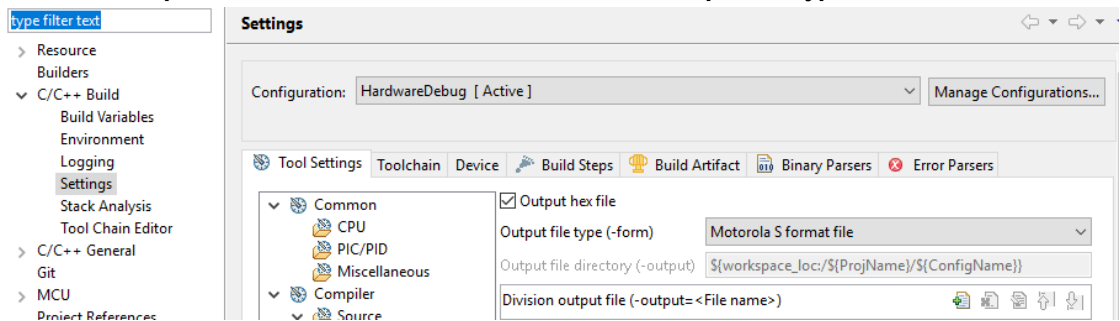 type filter text
Settings
Resource
Builders
C/C++ Build
Build Variables
Environment
Logging
Settings
Stack Analysis
Tool Chain Editor
C/C++ General
Git
MCU
Project References
Configuration: HardwareDebug [ Active ]
Manage Configurations...
Tool Settings Toolchain Device Build Steps Build Artifact Binary Parsers Error Parsers
Common
CPU
PIC/PID
Miscellaneous
Compiler
Source
Output hex file
Output file type (-form) Motorola S format file
Output file directory (-output) ${workspace_loc:/${ProjName}/${ConfigName}}
Division output file (-output=<File name>)